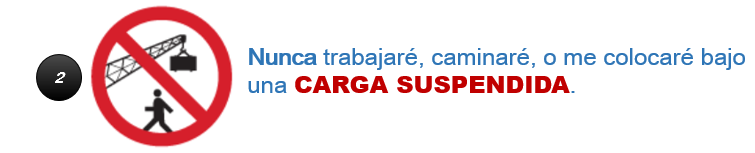 2
Nunca trabajaré, caminaré, o me colocaré bajo
una CARGA SUSPENDIDA.